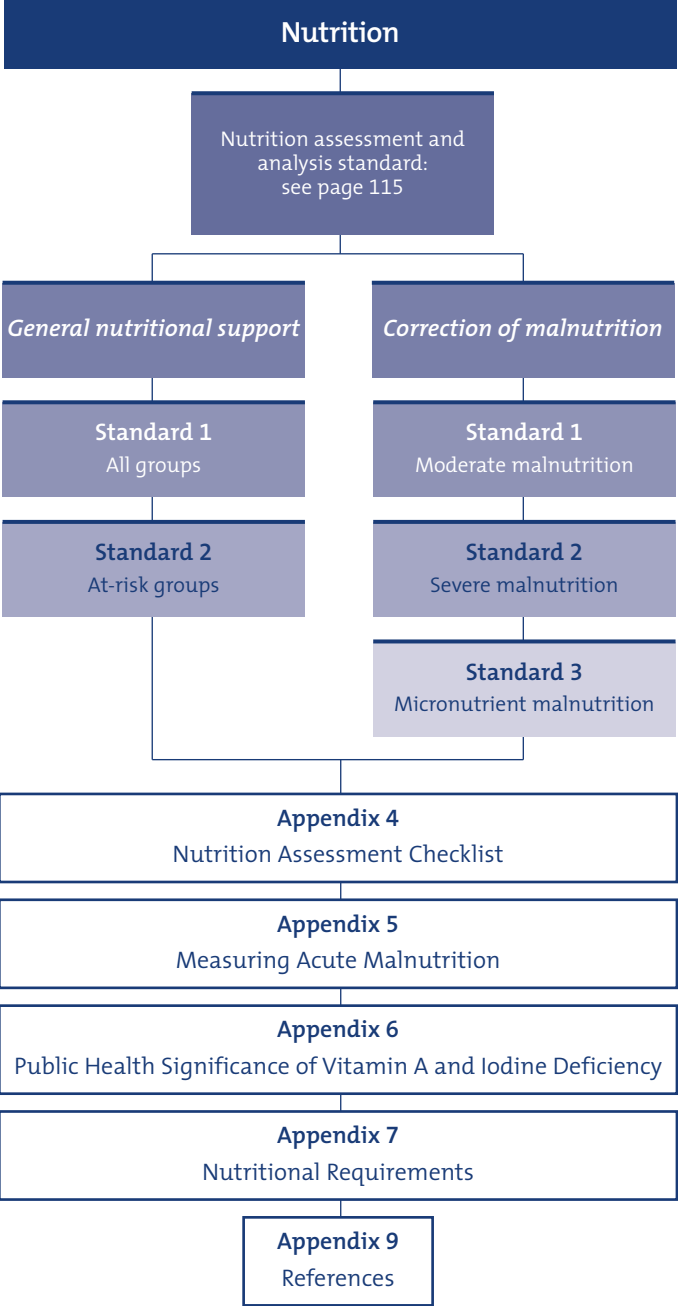 Nutrition
Nutrition assessment and
analysis standard:
see page 115
General nutritional support
Correction of malnutrition
Standard 1
All groups
Standard 1
Moderate malnutrition
Standard 2
At-risk groups
Standard 2
Severe malnutrition
Standard 3
Micronutrient malnutrition
Appendix 4
Nutrition Assessment Checklist
Appendix 5
Measuring Acute Malnutrition
Appendix 6
Public Health Significance of Vitamin A and Iodine Deficiency
Appendix 7
Nutritional Requirements
Appendix 9
References